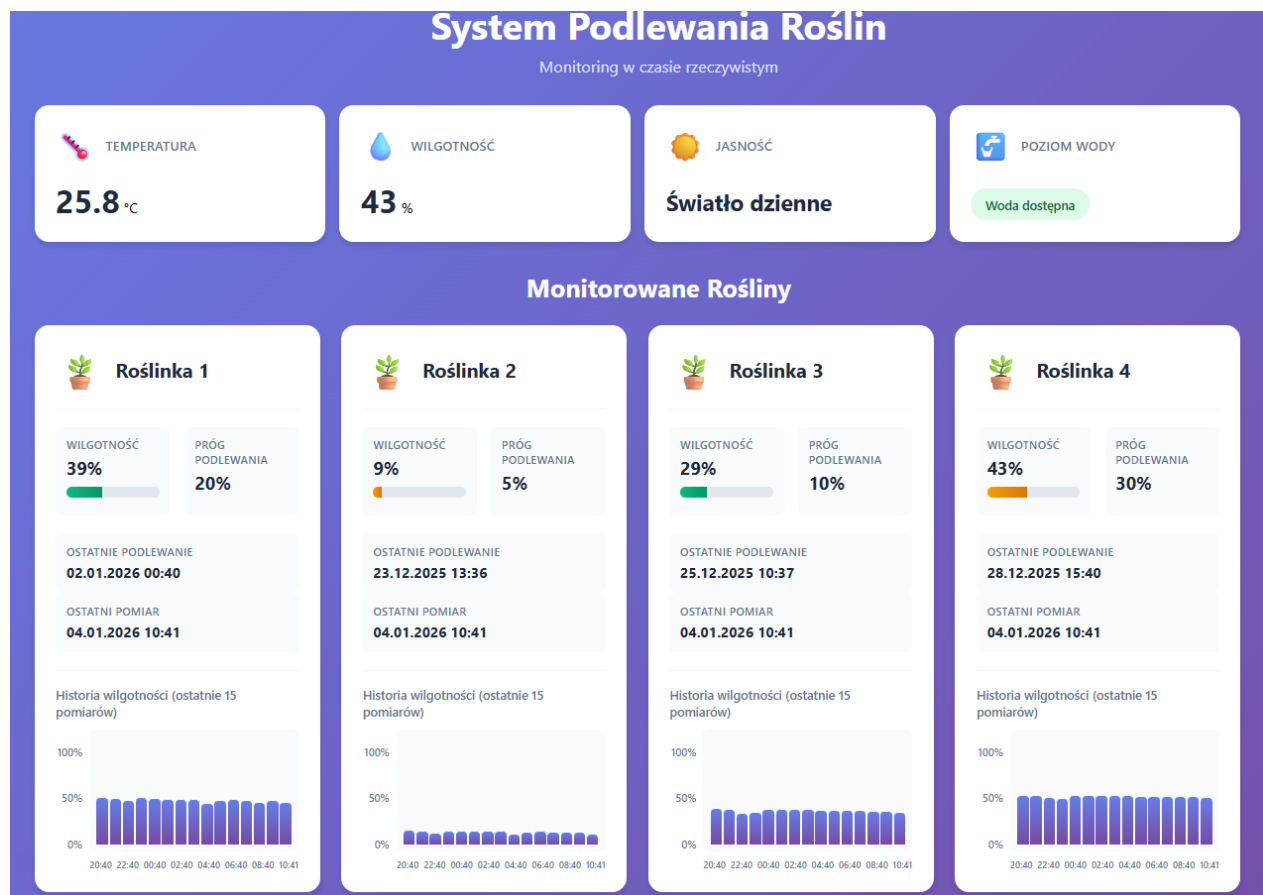 System Podlewania Roślin
Monitoring w czasie rzeczywistym
TEMPERATURA
25.8 °C
WILGOTNOŚĆ
43 %
JASNOŚĆ
Światło dzienne
POZIOM WODY
Woda dostępna
Monitorowane Rośliny
Roślinka 1
WILGOTNOŚĆ
39%
PRÓG
PODLEWANIA
20%
OSTATNIE PODLEWANIE
02.01.2026 00:40
OSTATNI POMIAR
04.01.2026 10:41
Historia wilgotności (ostatnie 15
pomiarów)
100%
50%
0%
20:40 22:40 00:40 02:40 04:40 06:40 08:40 10:41
Roślinka 2
WILGOTNOŚĆ
9%
PRÓG
PODLEWANIA
5%
OSTATNIE PODLEWANIE
23.12.2025 13:36
OSTATNI POMIAR
04.01.2026 10:41
Historia wilgotności (ostatnie 15
pomiarów)
100%
50%
0%
20:40 22:40 00:40 02:40 04:40 06:40 08:40 10:41
Roślinka 3
WILGOTNOŚĆ
29%
PRÓG
PODLEWANIA
10%
OSTATNIE PODLEWANIE
25.12.2025 10:37
OSTATNI POMIAR
04.01.2026 10:41
Historia wilgotności (ostatnie 15
pomiarów)
100%
50%
0%
20:40 22:40 00:40 02:40 04:40 06:40 08:40 10:41
Roślinka 4
WILGOTNOŚĆ
43%
PRÓG
PODLEWANIA
30%
OSTATNIE PODLEWANIE
28.12.2025 15:40
OSTATNI POMIAR
04.01.2026 10:41
Historia wilgotności (ostatnie 15
pomiarów)
100%
50%
0%
20:40 22:40 00:40 02:40 04:40 06:40 08:40 10:41